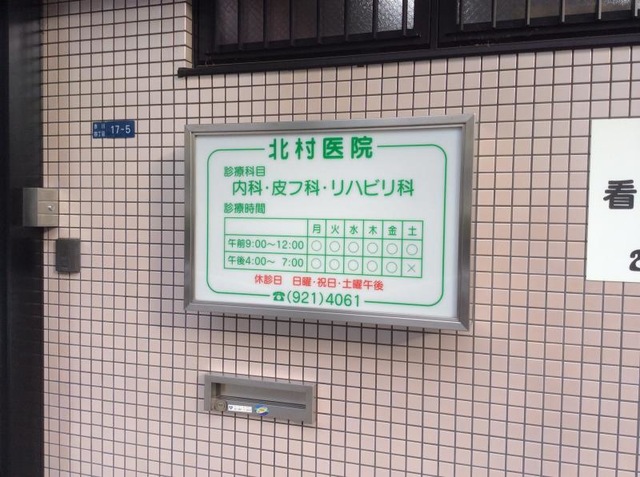 17-5
北村医院
診療科目
内科・皮フ科・リハビリ科
診療時間
月 火 水 木 金 土
午前9:00〜12:00 ○ ○ ○ ○ ○ ○
午後4:00〜 7:00 ○ ○ ○ ○ ○ ×
休診日 日曜・祝日・土曜午後
☎(921)4061
看
2